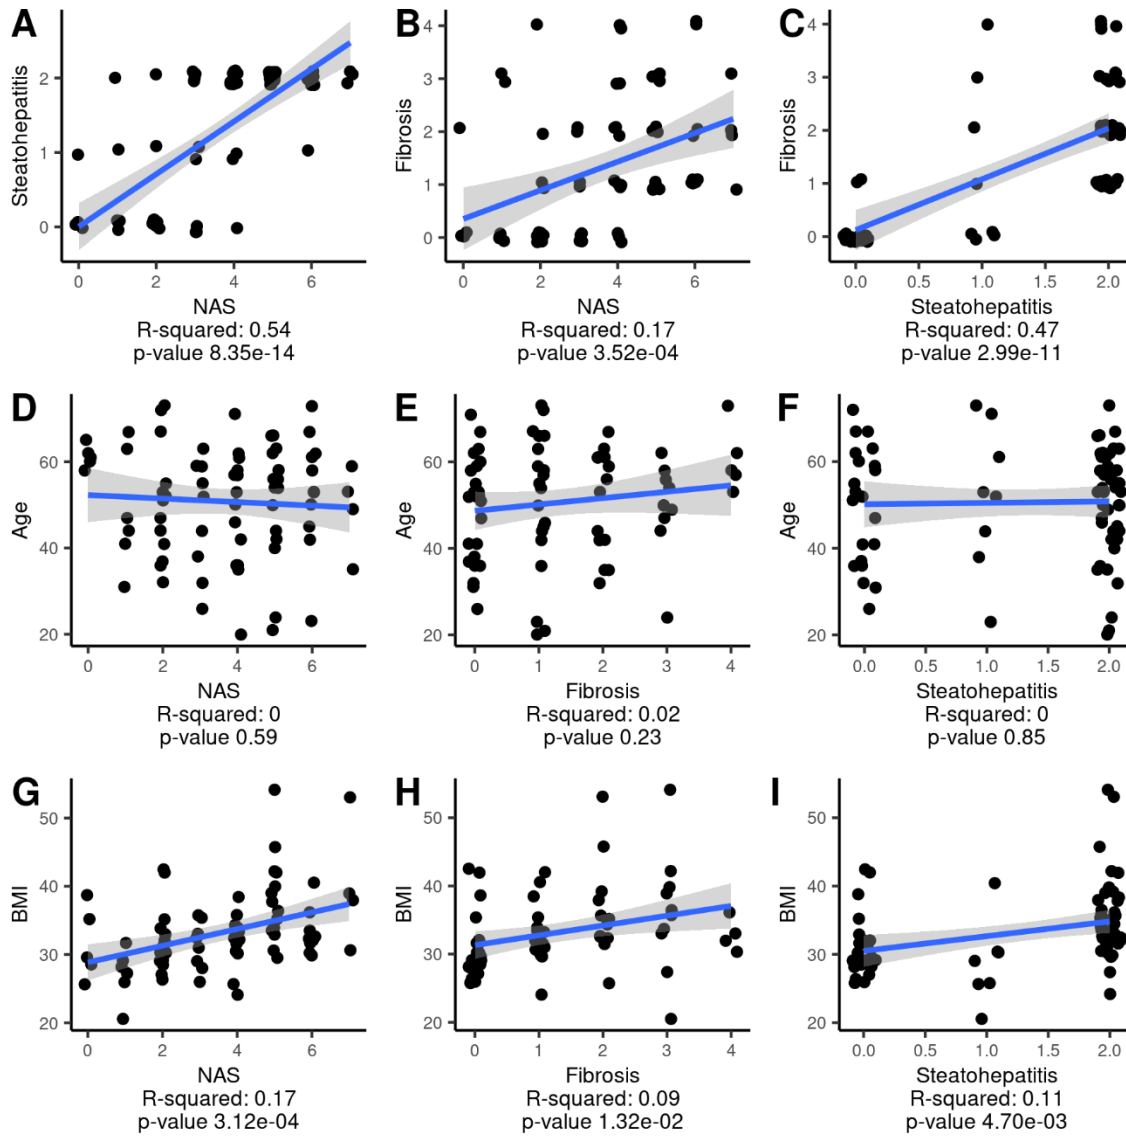 A
B
C
Steatohepatitis
2
1
0
0
2
4
6
NAS
R-squared: 0.54
p-value 8.35e-14
Fibrosis
4
3
2
1
0
0
2
4
6
NAS
R-squared: 0.17
p-value 3.52e-04
Fibrosis
4
3
2
1
0
0.0
0.5
1.0
1.5
2.0
Steatohepatitis
R-squared: 0.47
p-value 2.99e-11
D
E
F
Age
60
40
20
0
2
4
6
NAS
R-squared: 0
p-value 0.59
Age
60
40
20
0
1
2
3
4
Fibrosis
R-squared: 0.02
p-value 0.23
Age
60
40
20
0.0
0.5
1.0
1.5
2.0
Steatohepatitis
R-squared: 0
p-value 0.85
G
H
I
BMI
50
40
30
20
0
2
4
6
NAS
R-squared: 0.17
p-value 3.12e-04
BMI
50
40
30
20
0
1
2
3
4
Fibrosis
R-squared: 0.09
p-value 1.32e-02
BMI
50
40
30
20
0.0
0.5
1.0
1.5
2.0
Steatohepatitis
R-squared: 0.11
p-value 4.70e-03